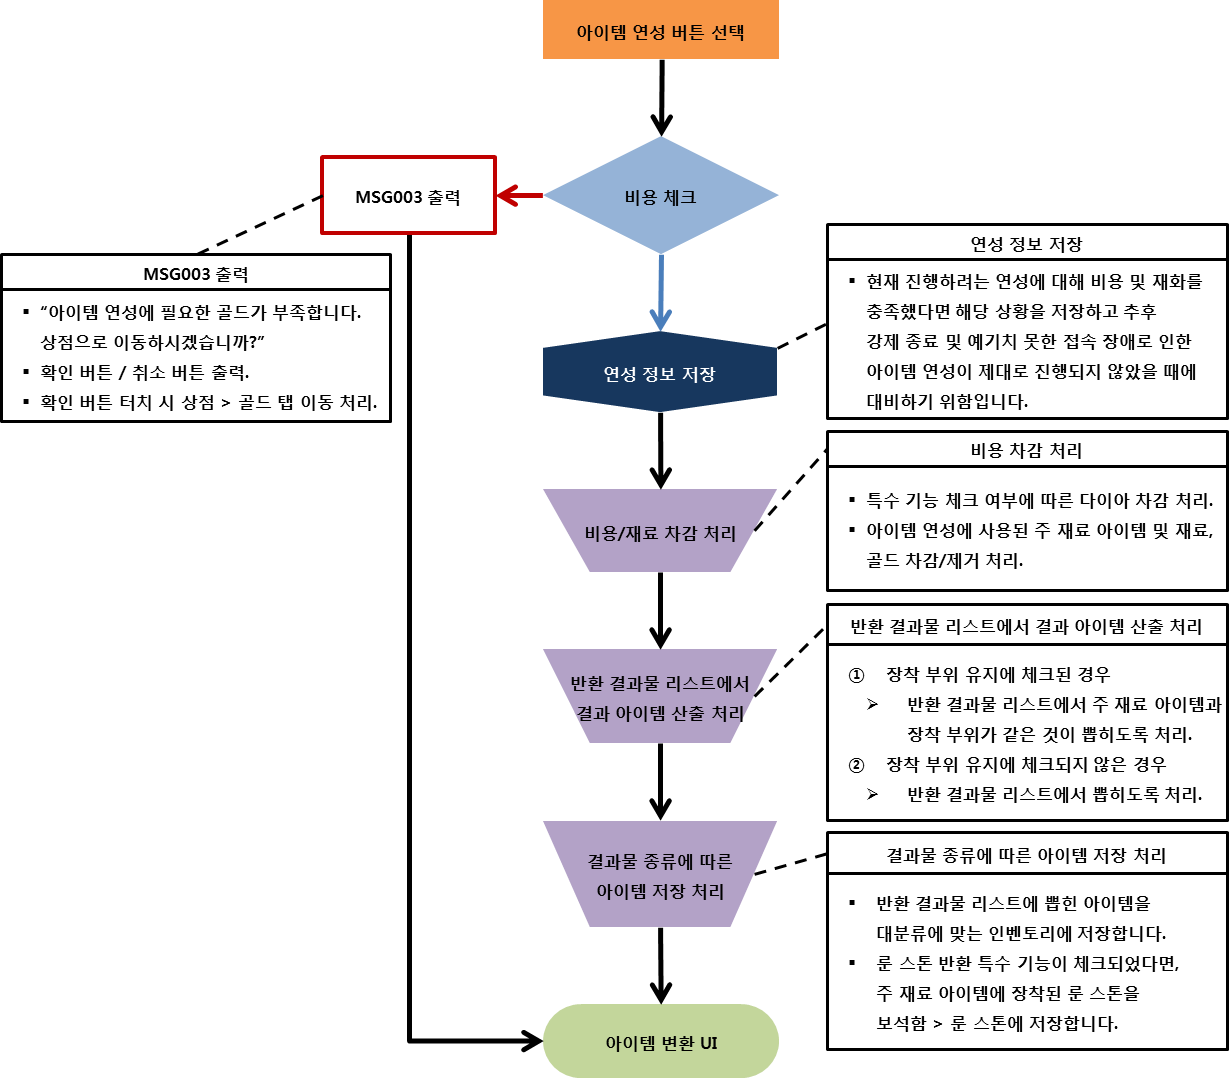 아이템 연성 버튼 선택
비용 체크
MSG003 출력
MSG003 출력
▪ “아이템 연성에 필요한 골드가 부족합니다.
상점으로 이동하시겠습니까?”
▪ 확인 버튼 / 취소 버튼 출력.
▪ 확인 버튼 터치 시 상점 > 골드 탭 이동 처리.
연성 정보 저장
연성 정보 저장
▪ 현재 진행하려는 연성에 대해 비용 및 재화를
충족했다면 해당 상황을 저장하고 추후
강제 종료 및 예기치 못한 접속 장애로 인한
아이템 연성이 제대로 진행되지 않았을 때에
대비하기 위함입니다.
비용/재료 차감 처리
비용 차감 처리
▪ 특수 기능 체크 여부에 따른 다이아 차감 처리.
▪ 아이템 연성에 사용된 주 재료 아이템 및 재료,
골드 차감/제거 처리.
반환 결과물 리스트에서
결과 아이템 산출 처리
반환 결과물 리스트에서 결과 아이템 산출 처리
① 장착 부위 유지에 체크된 경우
➢ 반환 결과물 리스트에서 주 재료 아이템과
장착 부위가 같은 것이 뽑히도록 처리.
② 장착 부위 유지에 체크되지 않은 경우
➢ 반환 결과물 리스트에서 뽑히도록 처리.
결과물 종류에 따른
아이템 저장 처리
결과물 종류에 따른 아이템 저장 처리
▪ 반환 결과물 리스트에 뽑힌 아이템을
대분류에 맞는 인벤토리에 저장합니다.
▪ 룬 스톤 반환 특수 기능이 체크되었다면,
주 재료 아이템에 장착된 룬 스톤을
보석함 > 룬 스톤에 저장합니다.
아이템 변환 UI